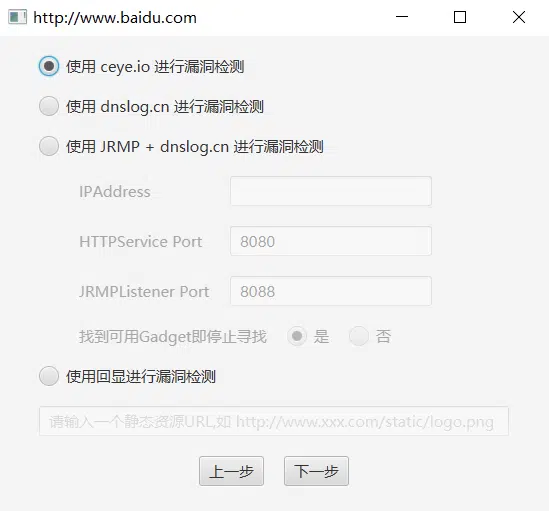 http://www.baidu.com
使用 ceye.io 进行漏洞检测
使用 dnslog.cn 进行漏洞检测
使用 JRMP + dnslog.cn 进行漏洞检测
IPAddress
HTTPService Port 8080
JRMPListener Port 8088
找到可用Gadget即停止寻找 是 否
使用回显进行漏洞检测
请输入一个静态资源URL,如 http://www.xxx.com/static/logo.png
上一步 下一步